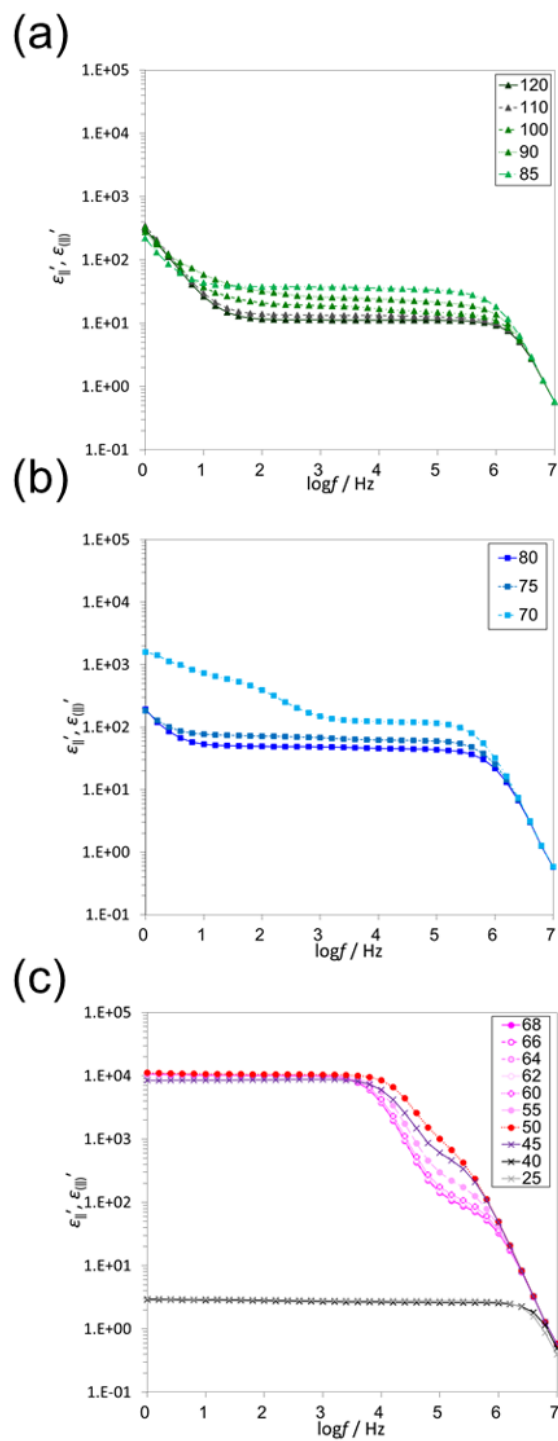 (a)
1.E+05
1.E+04
1.E+03
1.E+02
1.E+01
1.E+00
1.E-01
ε||′, ε(||)′
120
110
100
90
85
0 1 2 3 4 5 6 7
logf / Hz
(b)
1.E+05
1.E+04
1.E+03
1.E+02
1.E+01
1.E+00
1.E-01
ε||′, ε(||)′
80
75
70
0 1 2 3 4 5 6 7
logf / Hz
(c)
1.E+05
1.E+04
1.E+03
1.E+02
1.E+01
1.E+00
1.E-01
ε||′, ε(||)′
68
66
64
62
60
55
50
45
40
25
0 1 2 3 4 5 6 7
logf / Hz